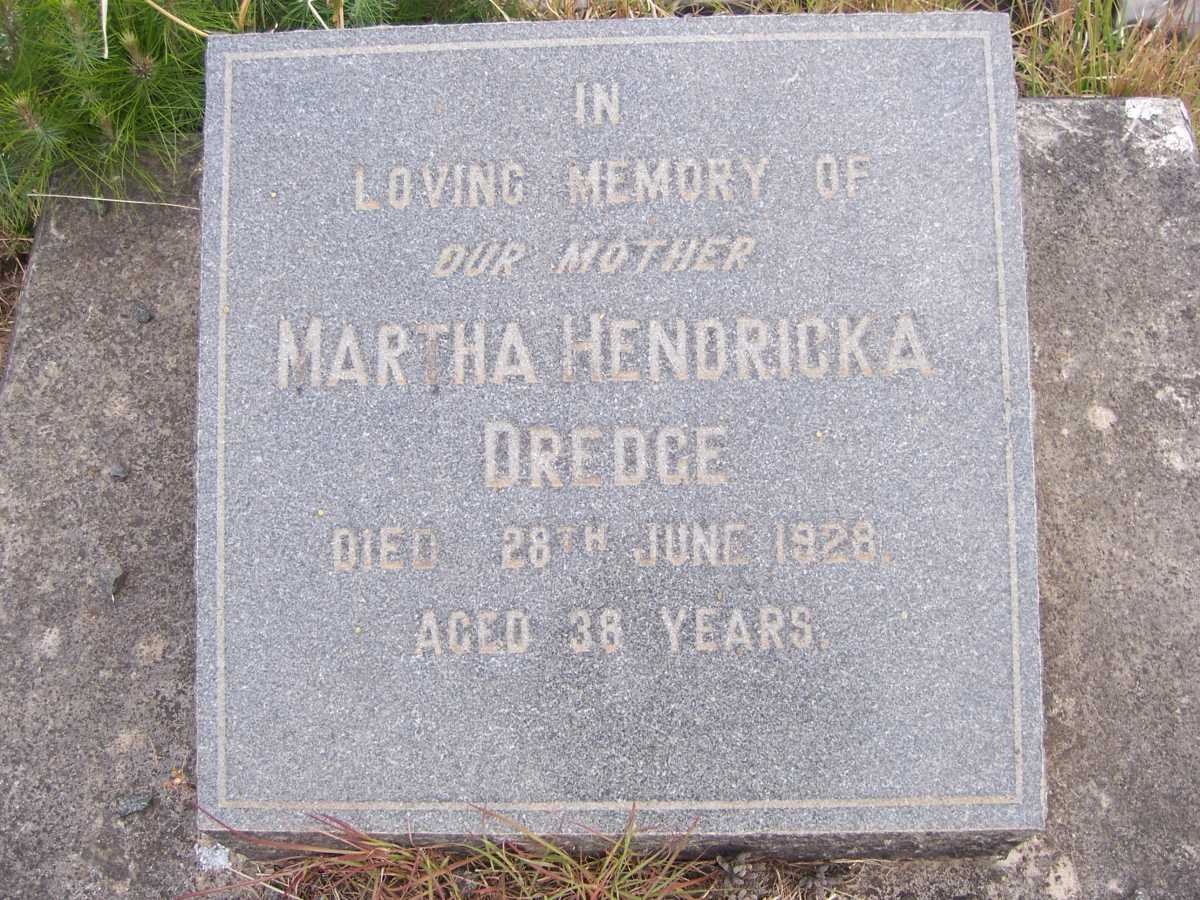 IN
LOVING MEMORY OF
OUR MOTHER
MARTHA HENDRICKA
DREDGE
DIED 28TH JUNE 1928.
AGED 38 YEARS.